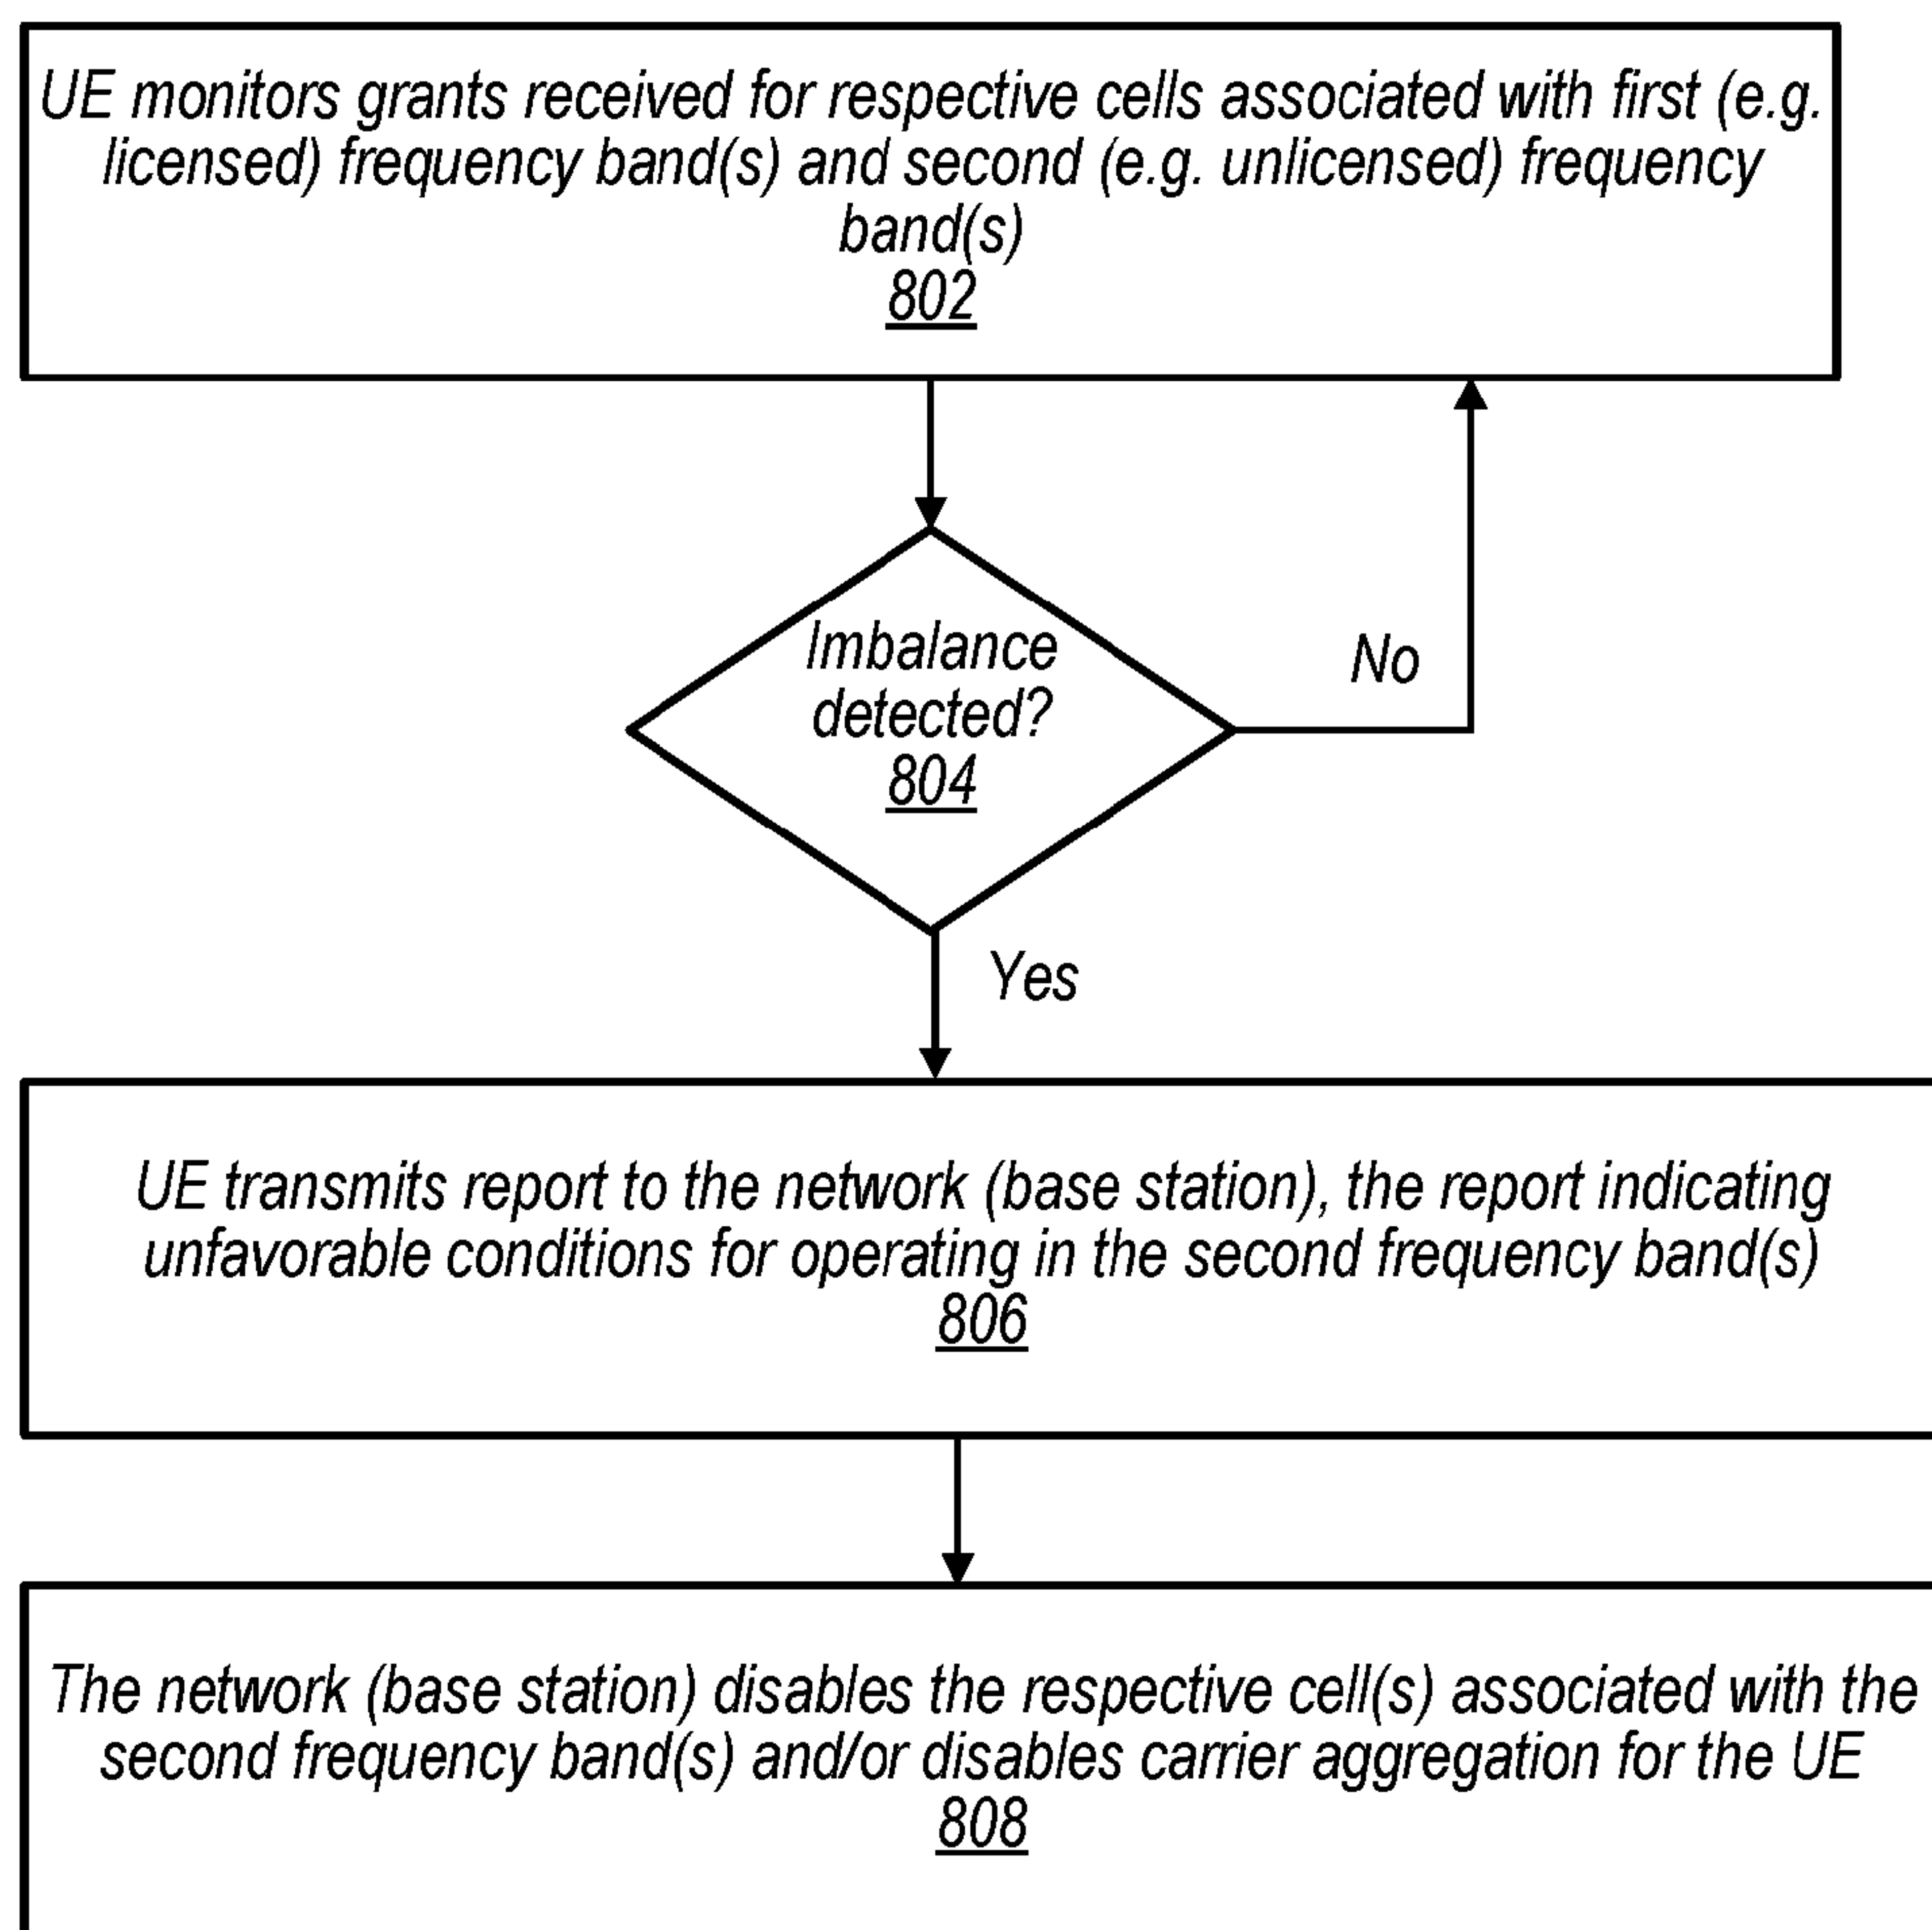 UE monitors grants received for respective cells associated with first (e.g.
licensed) frequency band(s) and second (e.g. unlicensed) frequency
band(s)
802
Imbalance
detected?
804
No
Yes
UE transmits report to the network (base station), the report indicating
unfavorable conditions for operating in the second frequency band(s)
806
The network (base station) disables the respective cell(s) associated with the
second frequency band(s) and/or disables carrier aggregation for the UE
808